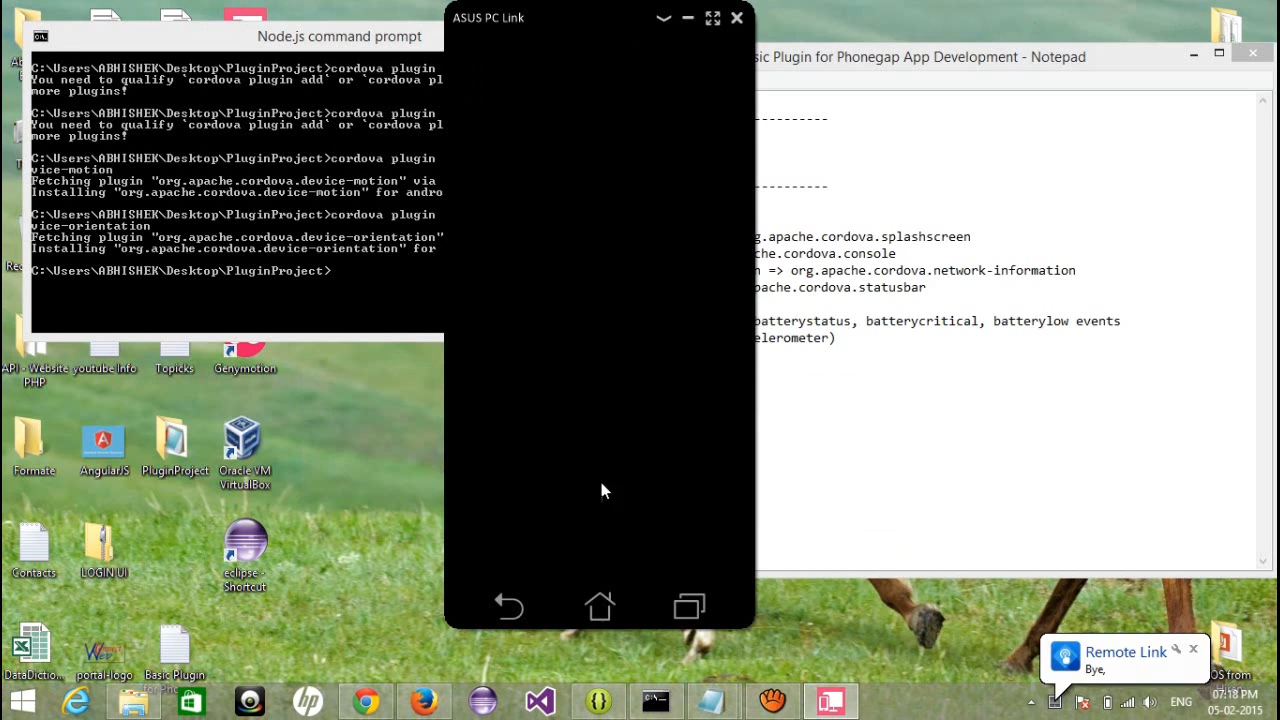 ASUS PC Link
Node.js command prompt
C:\Users\ABHISHEK\Desktop\PluginProject>cordova plugin
You need to qualify `cordova plugin add` or `cordova pl
more plugins!
C:\Users\ABHISHEK\Desktop\PluginProject>cordova plugin
You need to qualify `cordova plugin add` or `cordova pl
more plugins!
C:\Users\ABHISHEK\Desktop\PluginProject>cordova plugin
vice-motion
Fetching plugin "org.apache.cordova.device-motion" via
Installing "org.apache.cordova.device-motion" for andro
C:\Users\ABHISHEK\Desktop\PluginProject>cordova plugin
vice-orientation
Fetching plugin "org.apache.cordova.device-orientation"
Installing "org.apache.cordova.device-orientation" for
C:\Users\ABHISHEK\Desktop\PluginProject>
sic Plugin for Phonegap App Development - Notepad
----------
----------
g.apache.cordova.splashscreen
che.cordova.console
n => org.apache.cordova.network-information
pache.cordova.statusbar
batterystatus, batterycritical, batterylow events
elerometer)
API - Website
PHP
youtube Info
Topicks
Genymotion
Formate
AngularJS
PluginProject
Oracle VM
VirtualBox
Contacts
LOGIN UI
eclipse -
Shortcut
DataDictio...
portal-logo
Basic Plugin
Remote Link
Bye,
OS from
ENG
07:18 PM
05-02-2015